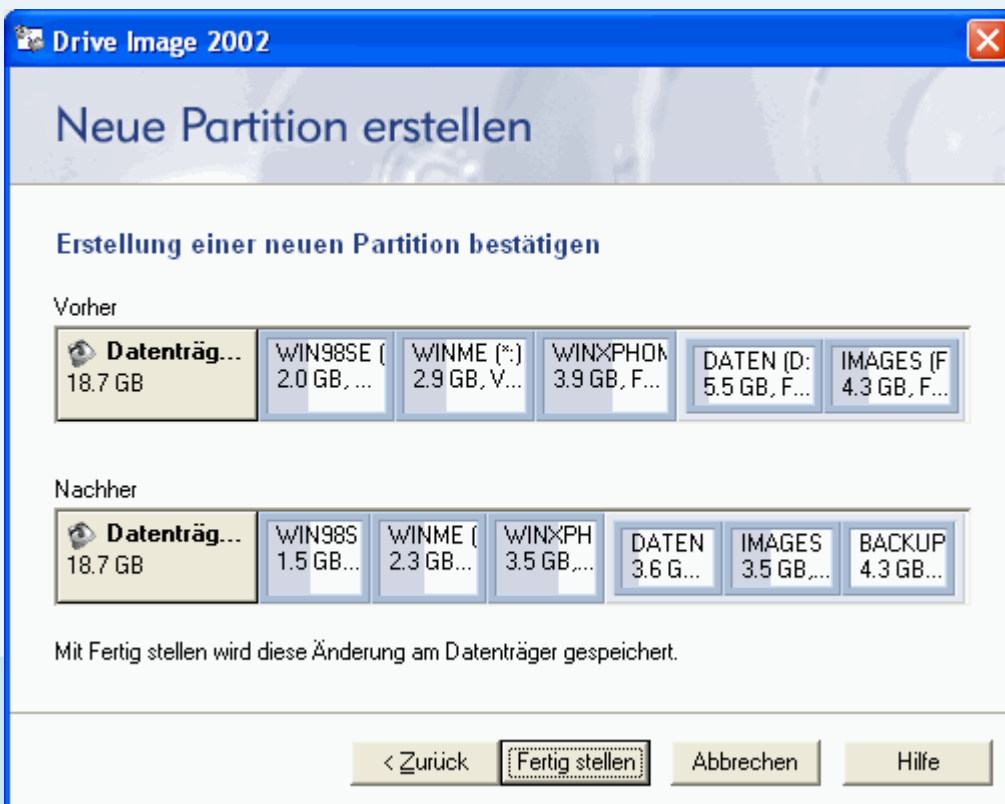 Drive Image 2002
Neue Partition erstellen
Erstellung einer neuen Partition bestätigen
Vorher
Datenträg...
18.7 GB
WIN98SE (
2.0 GB, ...
WINME (*:)
2.9 GB, V...
WINXPHOM
3.9 GB, F...
DATEN (D:
5.5 GB, F...
IMAGES (F
4.3 GB, F...
Nachher
Datenträg...
18.7 GB
WIN98S
1.5 GB...
WINME (
2.3 GB...
WINXPH
3.5 GB,...
DATEN
3.6 G...
IMAGES
3.5 GB,...
BACKUP
4.3 GB...
Mit Fertig stellen wird diese Änderung am Datenträger gespeichert.
< Zurück
Fertig stellen
Abbrechen
Hilfe